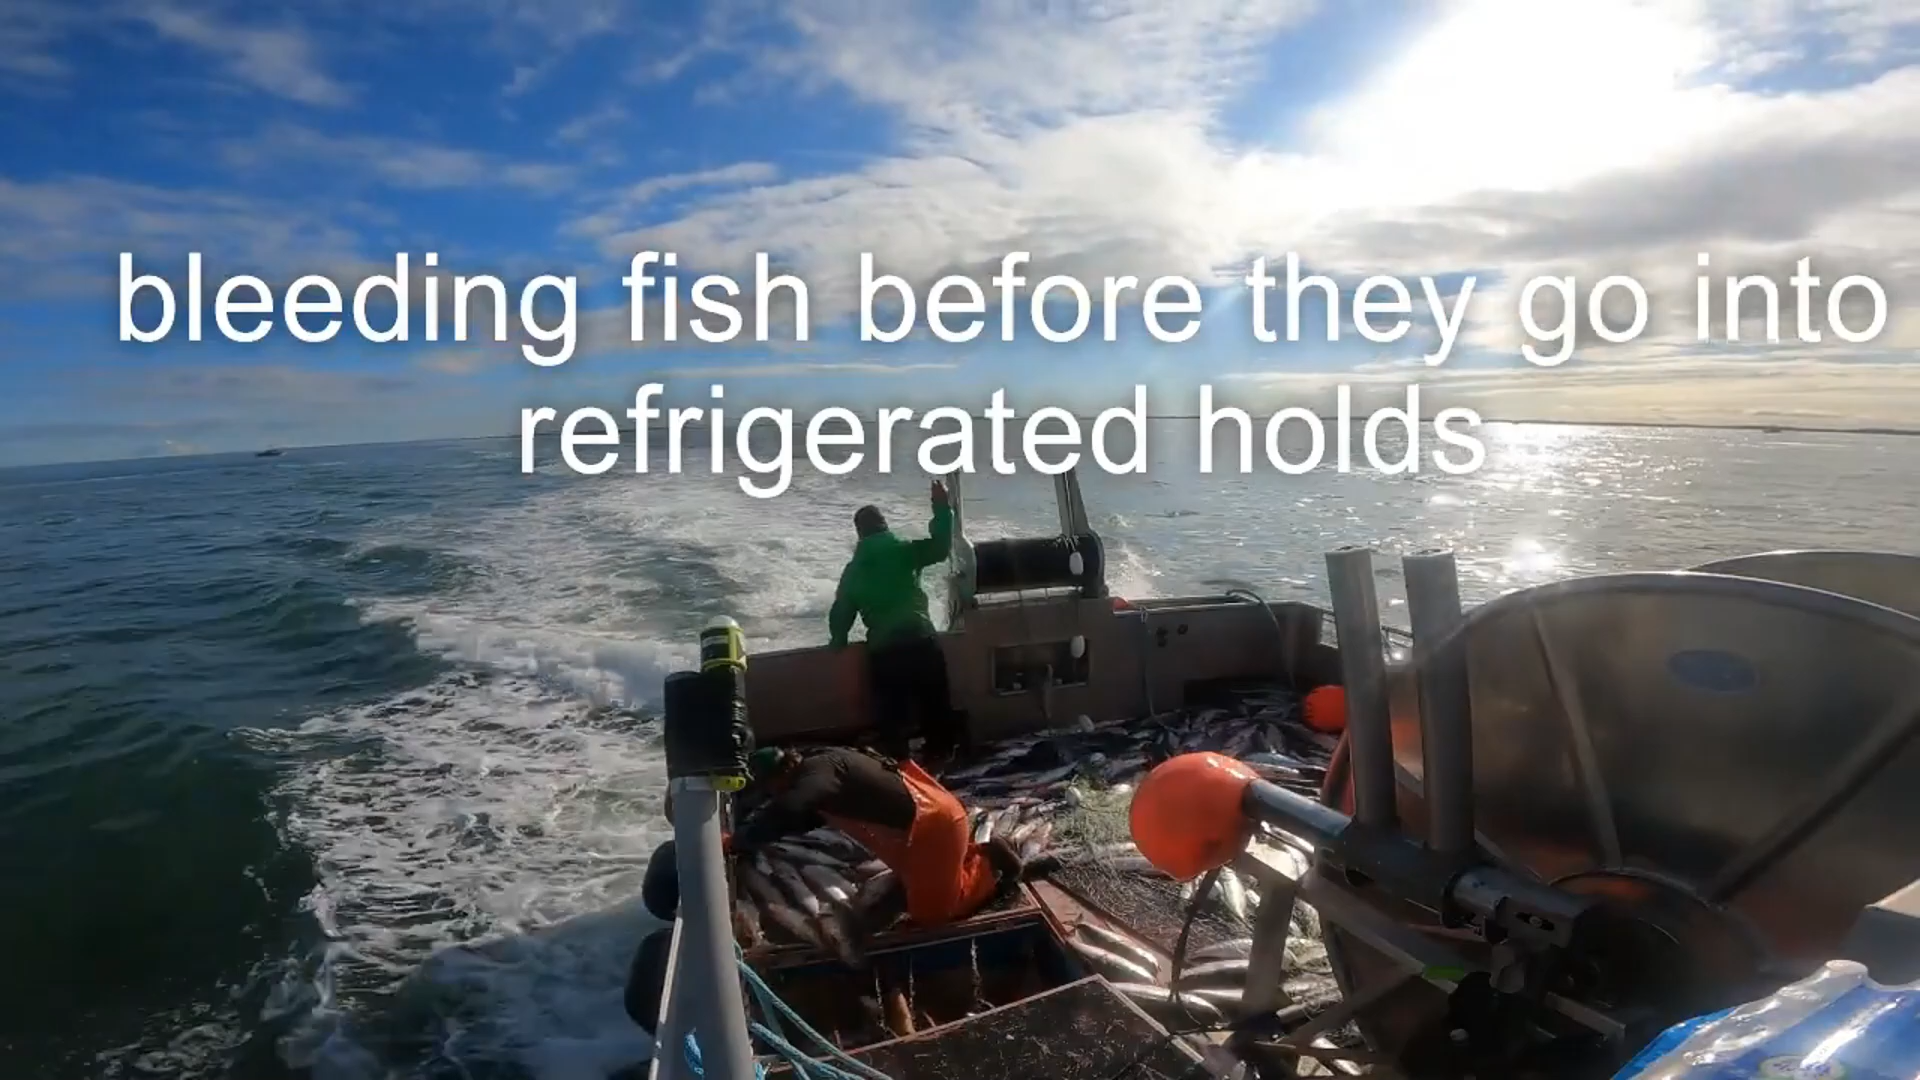 bleeding fish before they go into
refrigerated holds